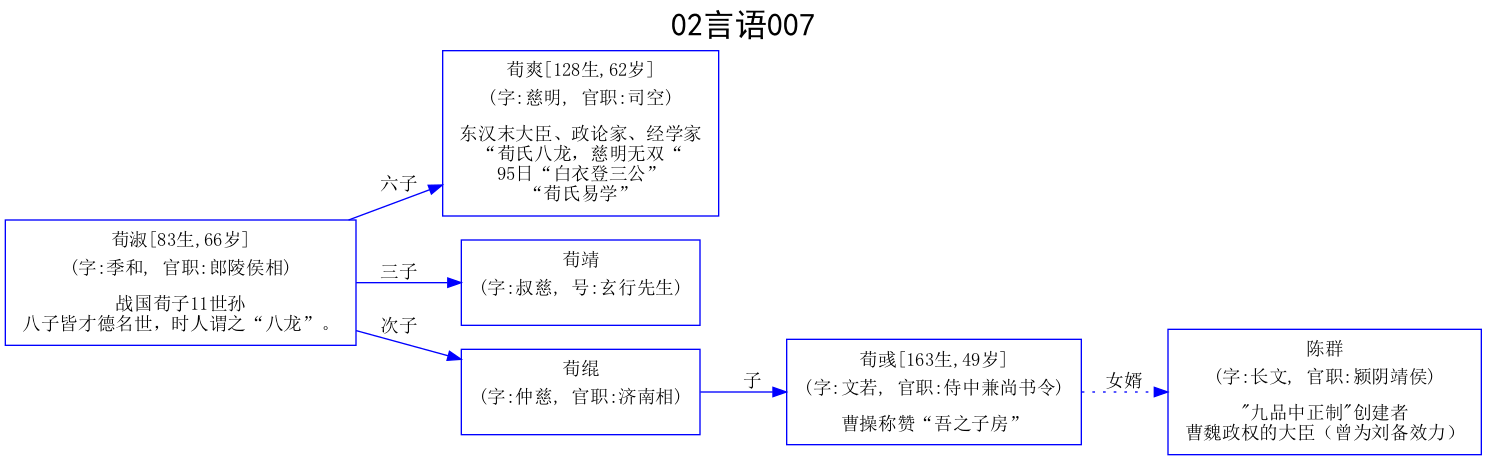 02言语007
荀爽[128生,62岁]
(字:慈明, 官职:司空)
东汉末大臣、政论家、经学家
“荀氏八龙，慈明无双“
95日“白衣登三公”
“荀氏易学”
六子
荀淑[83生,66岁]
(字:季和, 官职:郎陵侯相)
战国荀子11世孙
八子皆才德名世，时人谓之“八龙”。
三子
荀靖
(字:叔慈, 号:玄行先生)
次子
荀绲
(字:仲慈, 官职:济南相)
子
荀彧[163生,49岁]
(字:文若, 官职:侍中兼尚书令)
曹操称赞“吾之子房”
女婿
陈群
(字:长文, 官职:颍阴靖侯)
"九品中正制"创建者
曹魏政权的大臣（曾为刘备效力）